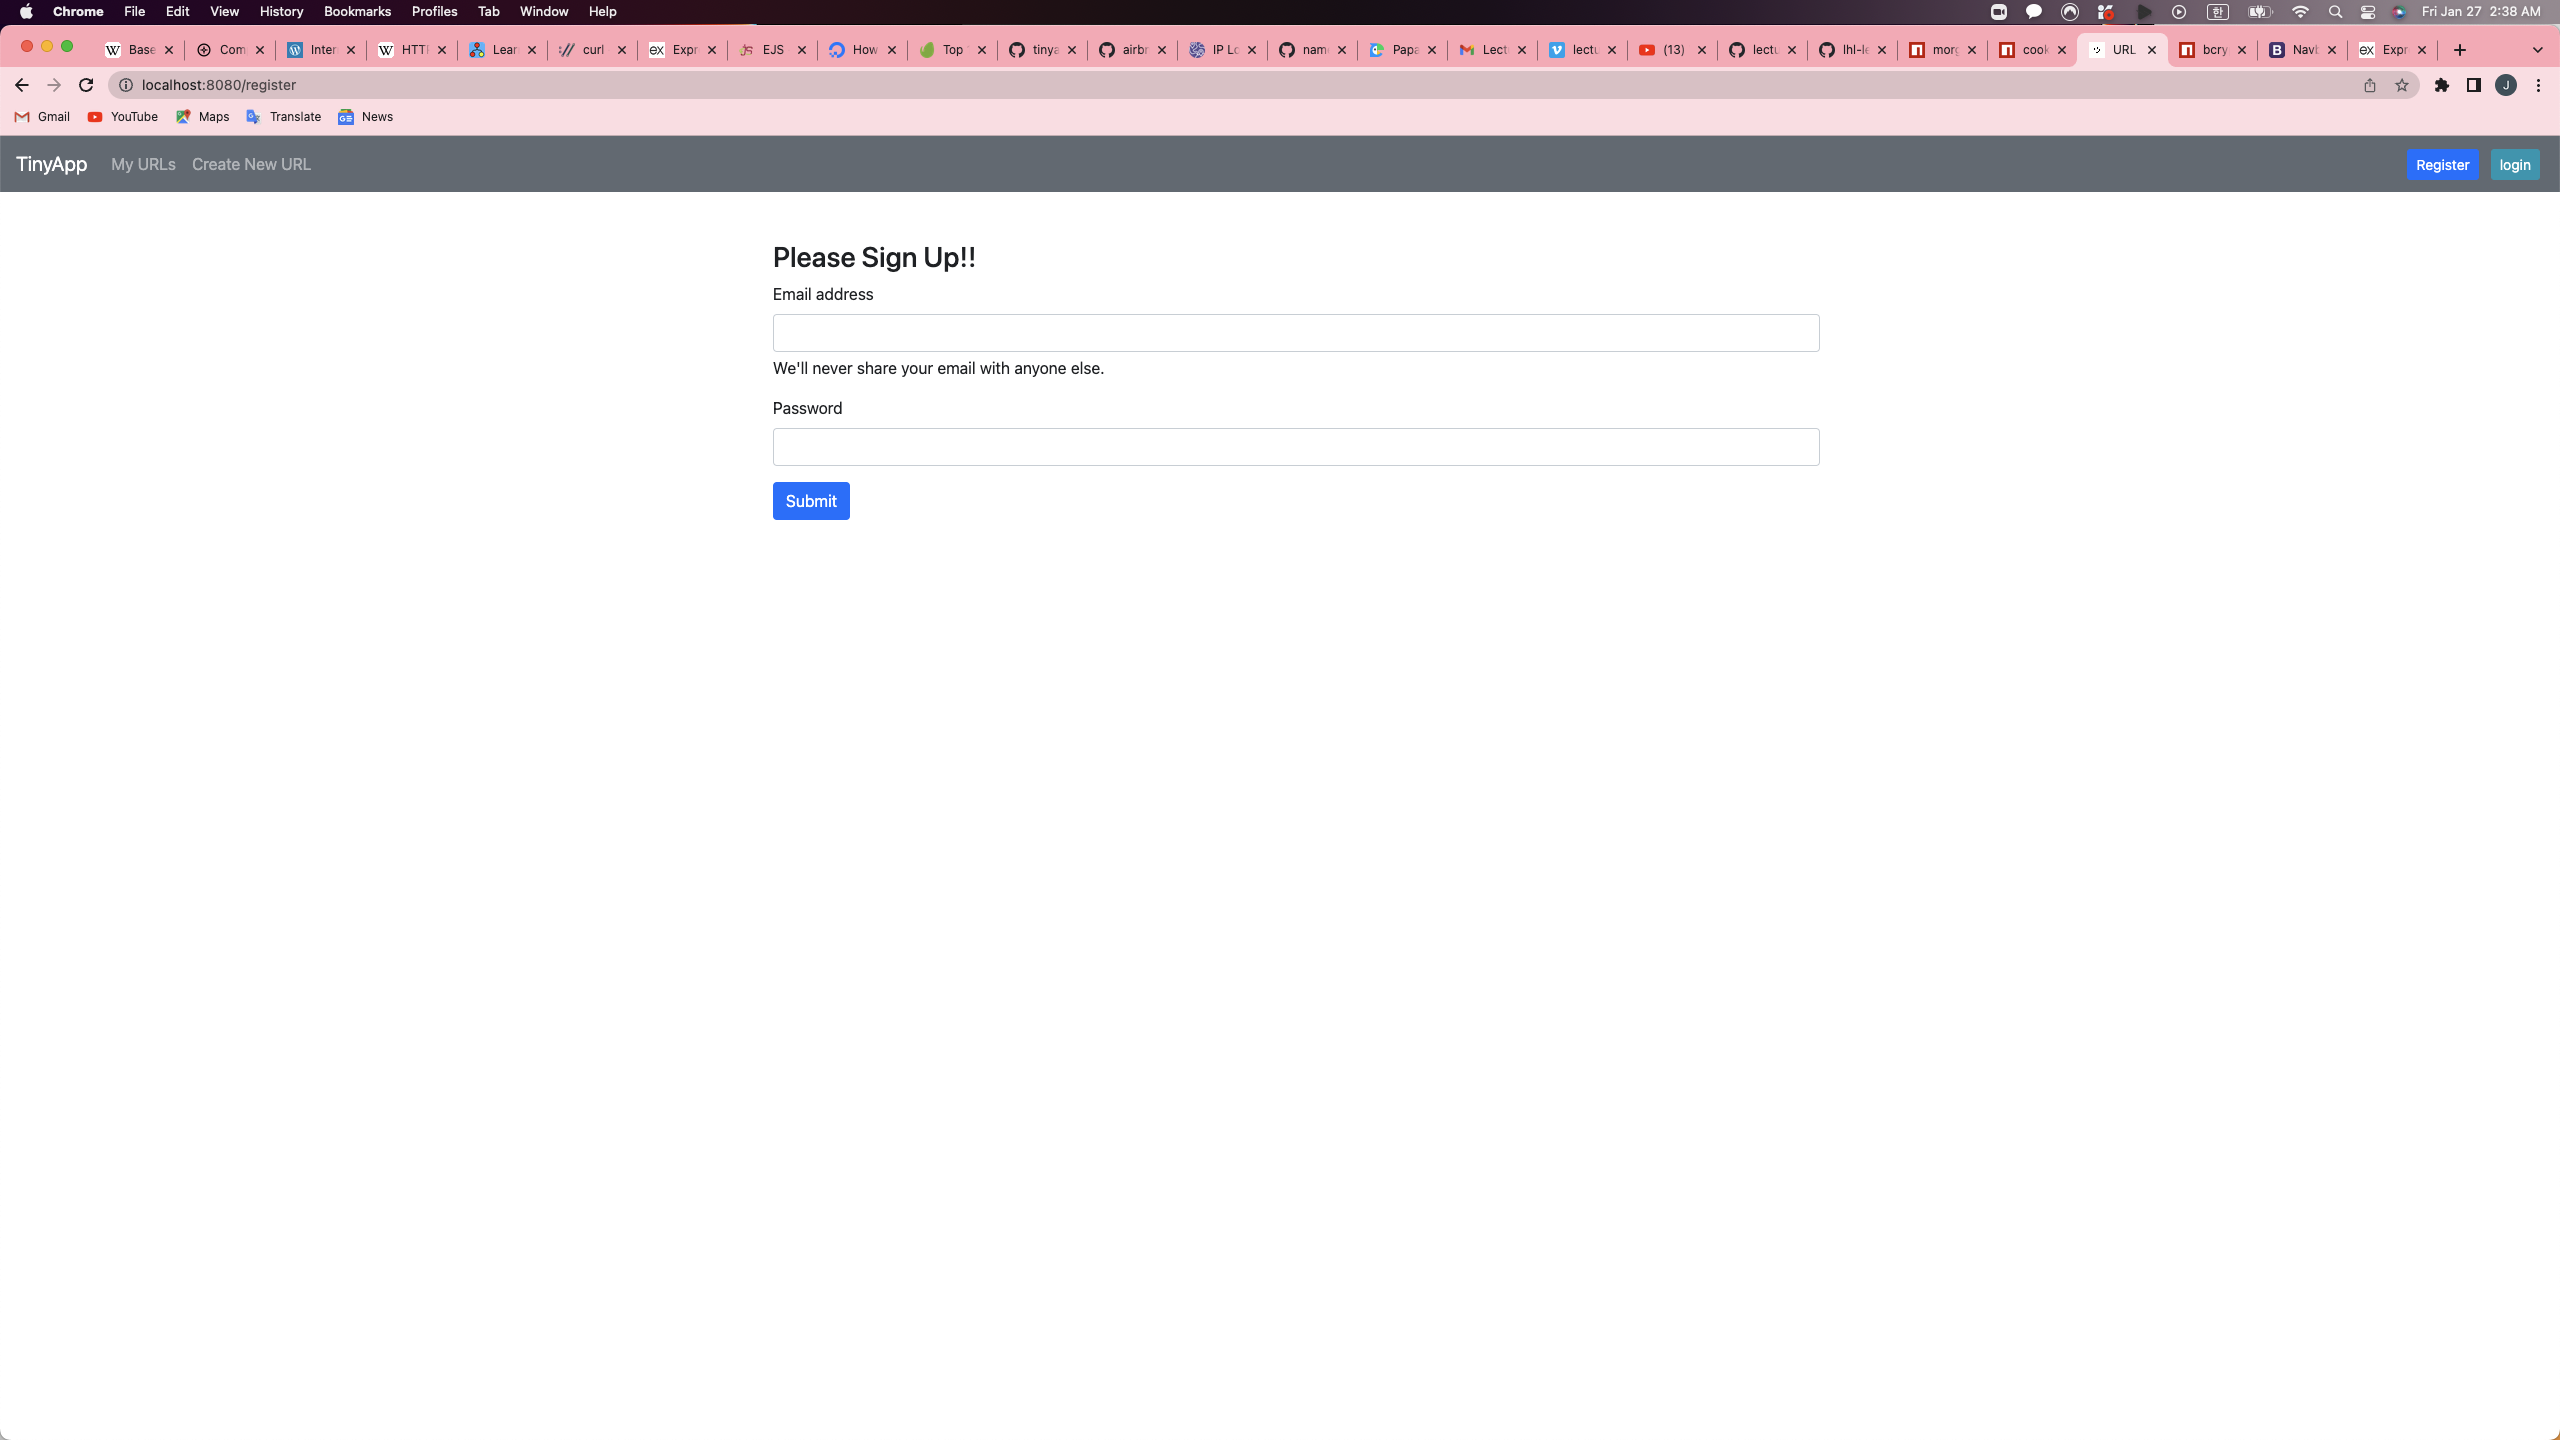 Chrome File Edit View History Bookmarks Profiles Tab Window Help 한 Fri Jan 27 2:38 AM
Base Com Inter HTTP Lear curl Expr EJS How Top tinya airbr IP Lo nam Papa Lectu lectu (13) lectu lhl-le morg cook URL bcry Navb Expr
localhost:8080/register J
Gmail YouTube Maps Translate News
TinyApp My URLs Create New URL Register login
Please Sign Up!!
Email address
We'll never share your email with anyone else.
Password
Submit